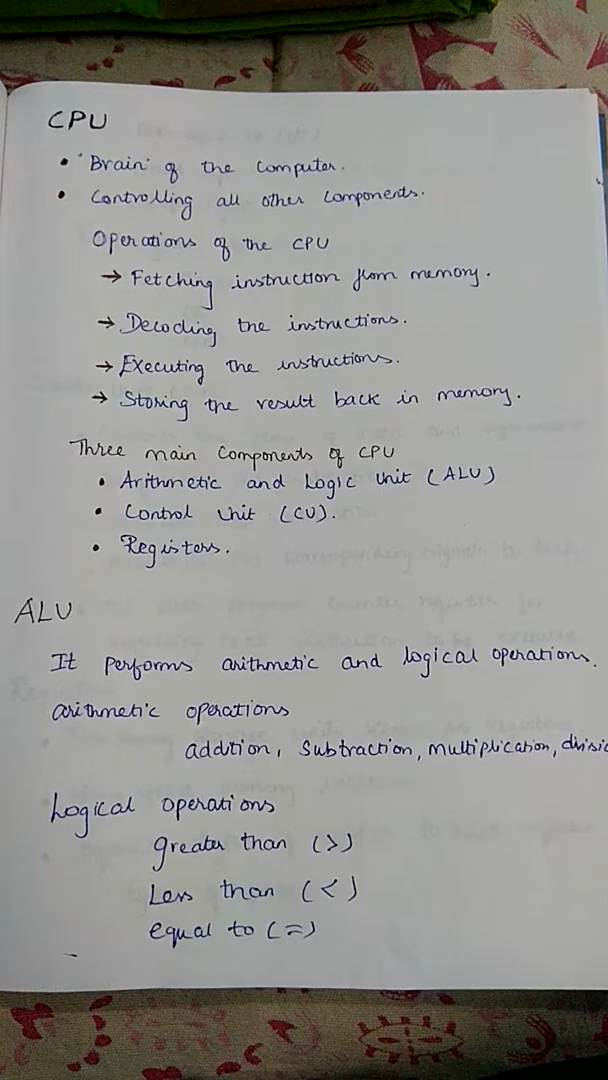 CPU
• "Brain" of the Computer.
• Controlling all other components.
Operations of the CPU
→ Fetching instruction from memory.
→ Decoding the instructions.
→ Executing the instructions.
→ Storing the result back in memory.
Three main Components of CPU
• Arithmetic and Logic Unit (ALU)
• Control Unit (CU).
• Registers.
ALU
It performs arithmetic and logical operations.
arithmetic operations
addition, Subtraction, multiplication,
Logical operations
greater than (>)
Less than (<)
equal to (=)